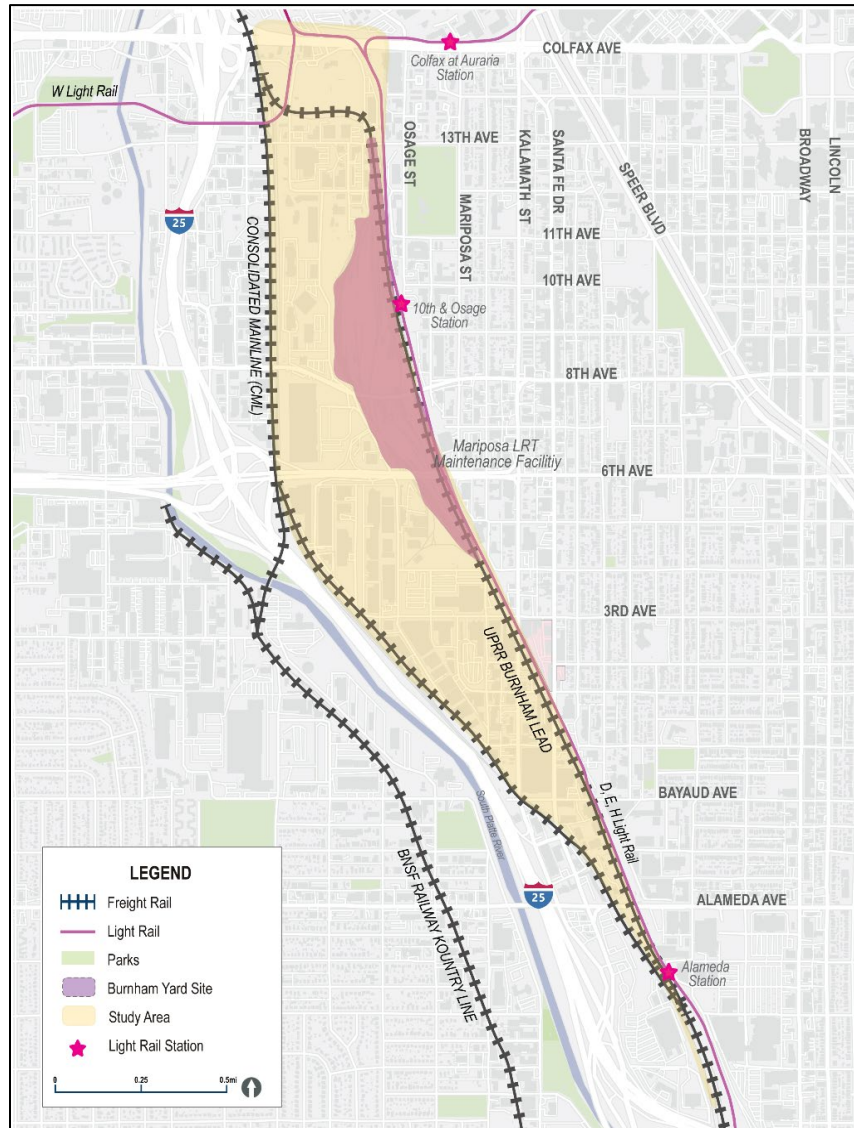 COLFAX AVE
Colfax at Auraria
Station
W Light Rail
13TH AVE
OSAGE ST
MARIPOSA ST
KALAMATH ST
SANTA FE DR
SPEER BLVD
BROADWAY
LINCOLN
25
11TH AVE
10TH AVE
10th & Osage
Station
CONSOLIDATED MAINLINE (CML)
8TH AVE
Mariposa LRT
Maintenance Facilitiy
6TH AVE
3RD AVE
UPRR BURNHAM LEAD
BAYAUD AVE
D, E, H Light Rail
South Platte River
BNSF RAILWAY KOUNTRY LINE
25
ALAMEDA AVE
Alameda
Station
LEGEND
Freight Rail
Light Rail
Parks
Burnham Yard Site
Study Area
Light Rail Station
0 0.25 0.5mi